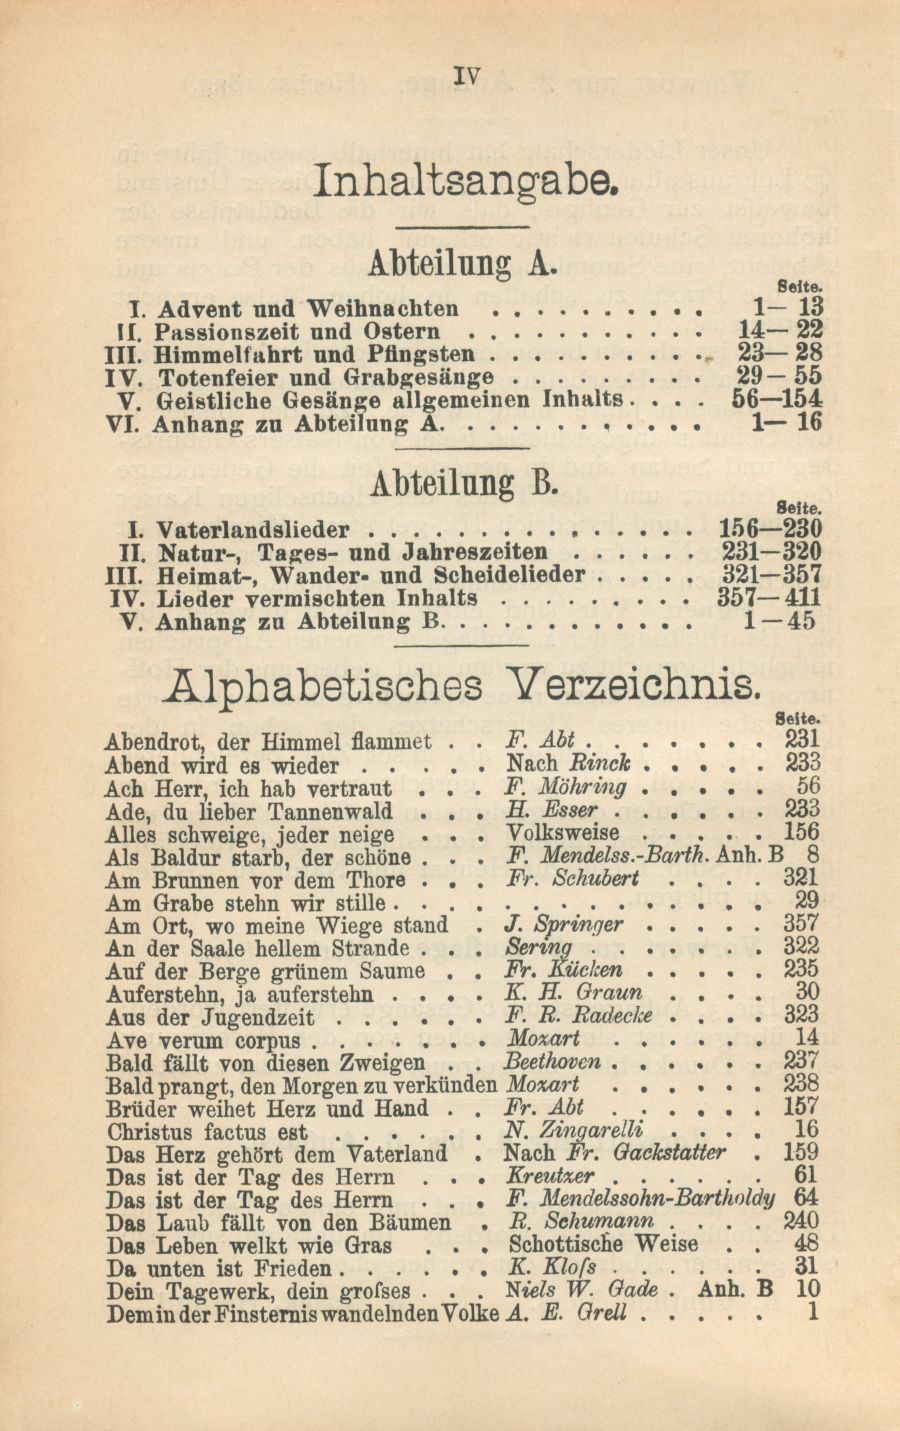 IV
Inhaltsangabe.
Abteilung A.
Seite.
I. Advent und Weihnachten . . . . . . . . . . 1— 13
II. Passionszeit und Ostern . . . . . . . . . . . 14— 22
III. Himmelfahrt und Pfingsten . . . . . . . . . . 23— 28
IV. Totenfeier und Grabgesänge . . . . . . . . . 29— 55
V. Geistliche Gesänge allgemeinen Inhalts . . . . 56—154
VI. Anhang zu Abteilung A. . . . . . . . . . . . . 1— 16
Abteilung B.
Seite.
I. Vaterlandslieder . . . . . . . . . . . . . . . 156—230
II. Natur-, Tages- und Jahreszeiten . . . . . . 231—320
III. Heimat-, Wander- und Scheidelieder . . . . . 321—357
IV. Lieder vermischten Inhalts . . . . . . . . . 357—411
V. Anhang zu Abteilung B. . . . . . . . . . . . 1—45
Alphabetisches Verzeichnis.
Seite.
Abendrot, der Himmel flammet . . F. Abt . . . . . . . 231
Abend wird es wieder . . . . . Nach Rinck . . . . . 233
Ach Herr, ich hab vertraut . . . F. Möhring . . . . . 56
Ade, du lieber Tannenwald . . . H. Esser . . . . . . 233
Alles schweige, jeder neige . . . Volksweise . . . . . 156
Als Baldur starb, der schöne . . . F. Mendelss.-Barth. Anh. B 8
Am Brunnen vor dem Thore . . . Fr. Schubert . . . . 321
Am Grabe stehn wir stille . . . . . . . . . . . . . . . 29
Am Ort, wo meine Wiege stand . J. Springer . . . . . 357
An der Saale hellem Strande . . . Sering . . . . . . . 322
Auf der Berge grünem Saume . . Fr. Kücken . . . . . 235
Auferstehn, ja auferstehn . . . . K. H. Graun . . . . 30
Aus der Jugendzeit . . . . . . F. R. Radecke . . . . 323
Ave verum corpus . . . . . . . Mozart . . . . . . 14
Bald fällt von diesen Zweigen . . Beethoven . . . . . . 237
Bald prangt, den Morgen zu verkünden Mozart . . . . . . 238
Brüder weihet Herz und Hand . . Fr. Abt . . . . . . 157
Christus factus est . . . . . . N. Zingarelli . . . . 16
Das Herz gehört dem Vaterland . Nach Fr. Gackstatter . 159
Das ist der Tag des Herrn . . . Kreutzer . . . . . . 61
Das ist der Tag des Herrn . . . F. Mendelssohn-Bartholdy 64
Das Laub fällt von den Bäumen . R. Schumann . . . . 240
Das Leben welkt wie Gras . . . Schottische Weise . . 48
Da unten ist Frieden . . . . . . K. Kloſs . . . . . . 31
Dein Tagewerk, dein groſses . . . Niels W. Gade . Anh. B 10
Dem in der Finsternis wandelnden Volke A. E. Grell . . . . . 1